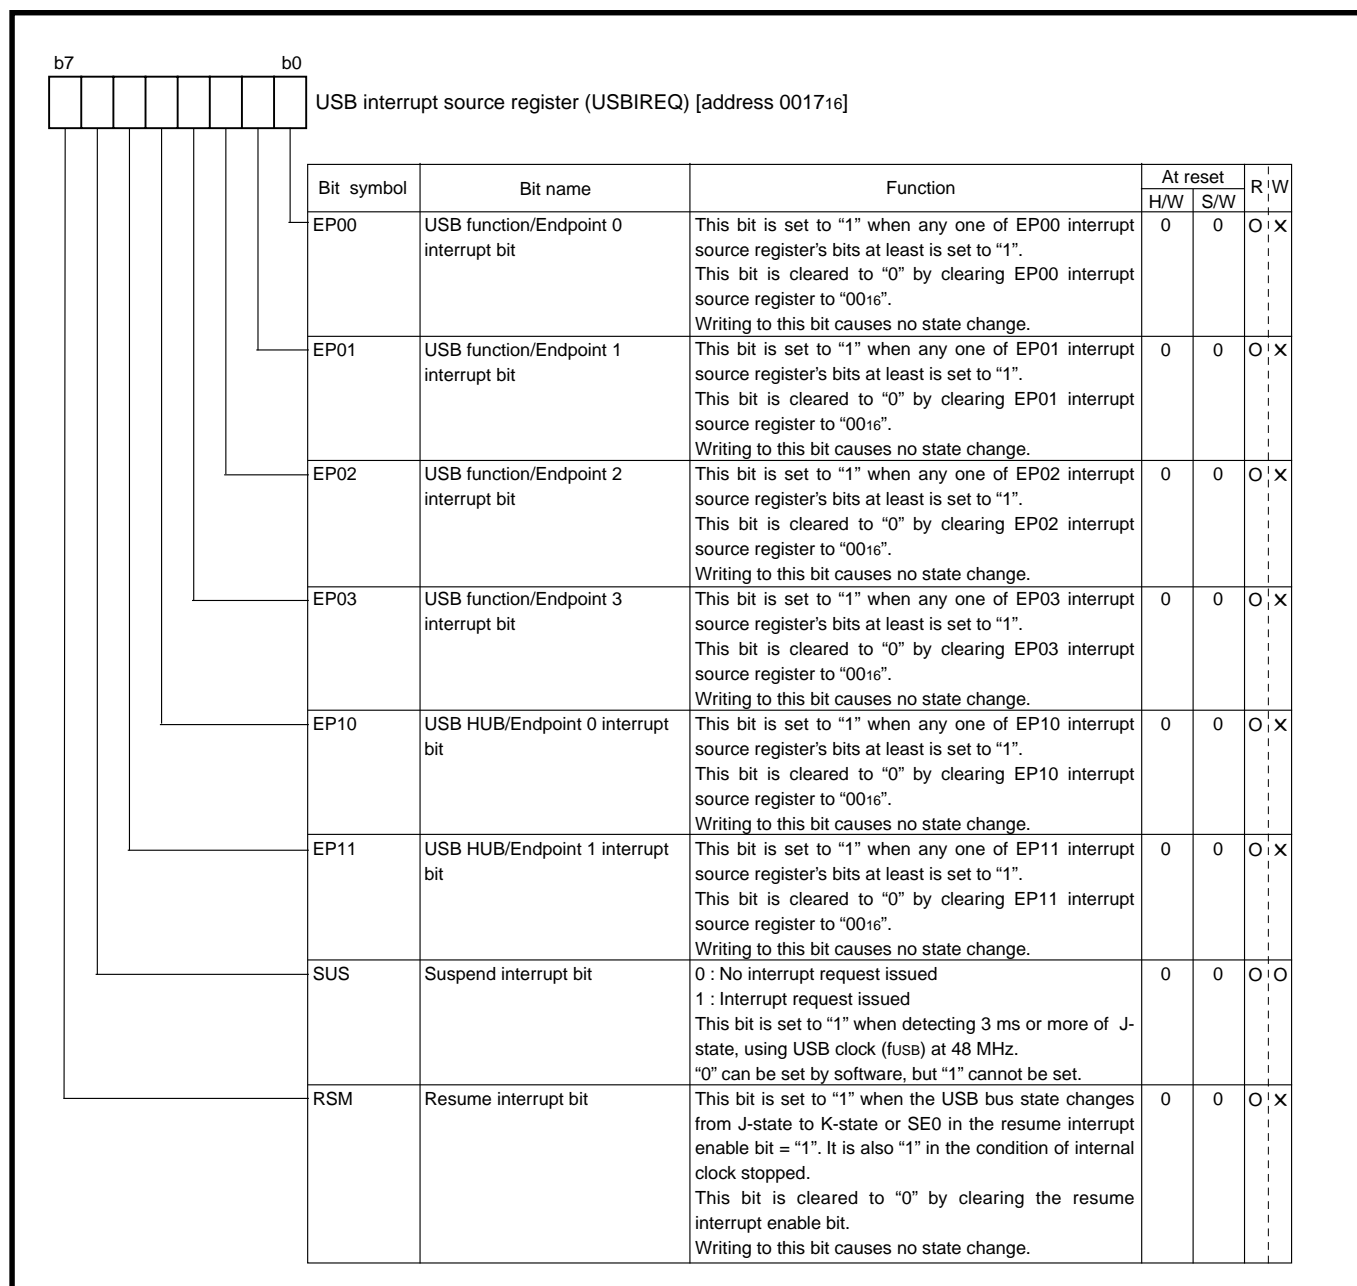 b7 b0
USB interrupt source register (USBIREQ) [address 001716]
Bit symbol Bit name Function At reset R W
H/W S/W
EP00 USB function/Endpoint 0 This bit is set to “1” when any one of EP00 interrupt 0 0 O ×
interrupt bit source register's bits at least is set to “1”.
This bit is cleared to “0” by clearing EP00 interrupt
source register to “0016”.
Writing to this bit causes no state change.
EP01 USB function/Endpoint 1 This bit is set to “1” when any one of EP01 interrupt 0 0 O ×
interrupt bit source register's bits at least is set to “1”.
This bit is cleared to “0” by clearing EP01 interrupt
source register to “0016”.
Writing to this bit causes no state change.
EP02 USB function/Endpoint 2 This bit is set to “1” when any one of EP02 interrupt 0 0 O ×
interrupt bit source register's bits at least is set to “1”.
This bit is cleared to “0” by clearing EP02 interrupt
source register to “0016”.
Writing to this bit causes no state change.
EP03 USB function/Endpoint 3 This bit is set to “1” when any one of EP03 interrupt 0 0 O ×
interrupt bit source register's bits at least is set to “1”.
This bit is cleared to “0” by clearing EP03 interrupt
source register to “0016”.
Writing to this bit causes no state change.
EP10 USB HUB/Endpoint 0 interrupt This bit is set to “1” when any one of EP10 interrupt 0 0 O ×
bit source register's bits at least is set to “1”.
This bit is cleared to “0” by clearing EP10 interrupt
source register to “0016”.
Writing to this bit causes no state change.
EP11 USB HUB/Endpoint 1 interrupt This bit is set to “1” when any one of EP11 interrupt 0 0 O ×
bit source register's bits at least is set to “1”.
This bit is cleared to “0” by clearing EP11 interrupt
source register to “0016”.
Writing to this bit causes no state change.
SUS Suspend interrupt bit 0 : No interrupt request issued 0 0 O O
1 : Interrupt request issued
This bit is set to “1” when detecting 3 ms or more of J-
state, using USB clock (fUSB) at 48 MHz.
“0” can be set by software, but “1” cannot be set.
RSM Resume interrupt bit This bit is set to “1” when the USB bus state changes 0 0 O ×
from J-state to K-state or SE0 in the resume interrupt
enable bit = “1”. It is also “1” in the condition of internal
clock stopped.
This bit is cleared to “0” by clearing the resume
interrupt enable bit.
Writing to this bit causes no state change.